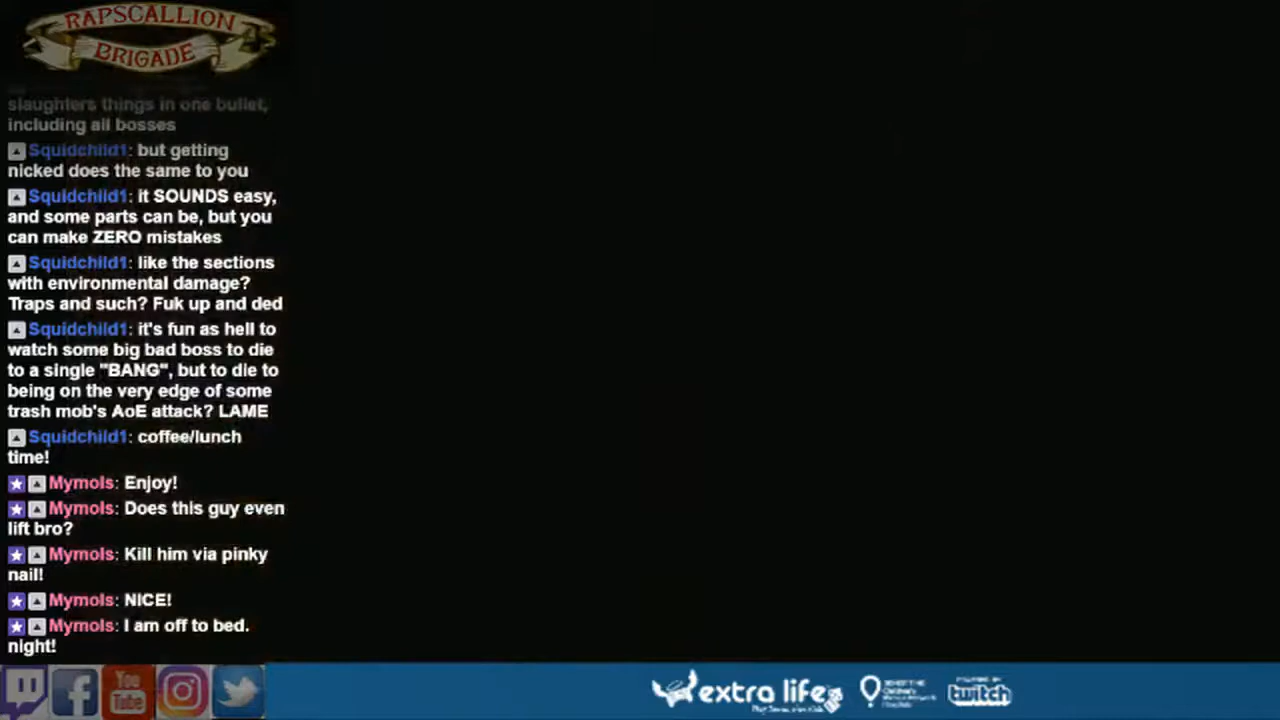 RAPSCALLION
BRIGADE
slaughters things in one bullet,
including all bosses
Squidchild1: but getting
nicked does the same to you
Squidchild1: it SOUNDS easy,
and some parts can be, but you
can make ZERO mistakes
Squidchild1: like the sections
with environmental damage?
Traps and such? Fuk up and ded
Squidchild1: it's fun as hell to
watch some big bad boss to die
to a single "BANG", but to die to
being on the very edge of some
trash mob's AoE attack? LAME
Squidchild1: coffee/lunch
time!
Mymols: Enjoy!
Mymols: Does this guy even
lift bro?
Mymols: Kill him via pinky
nail!
Mymols: NICE!
Mymols: I am off to bed.
night!
You
Tube
extra life
twitch